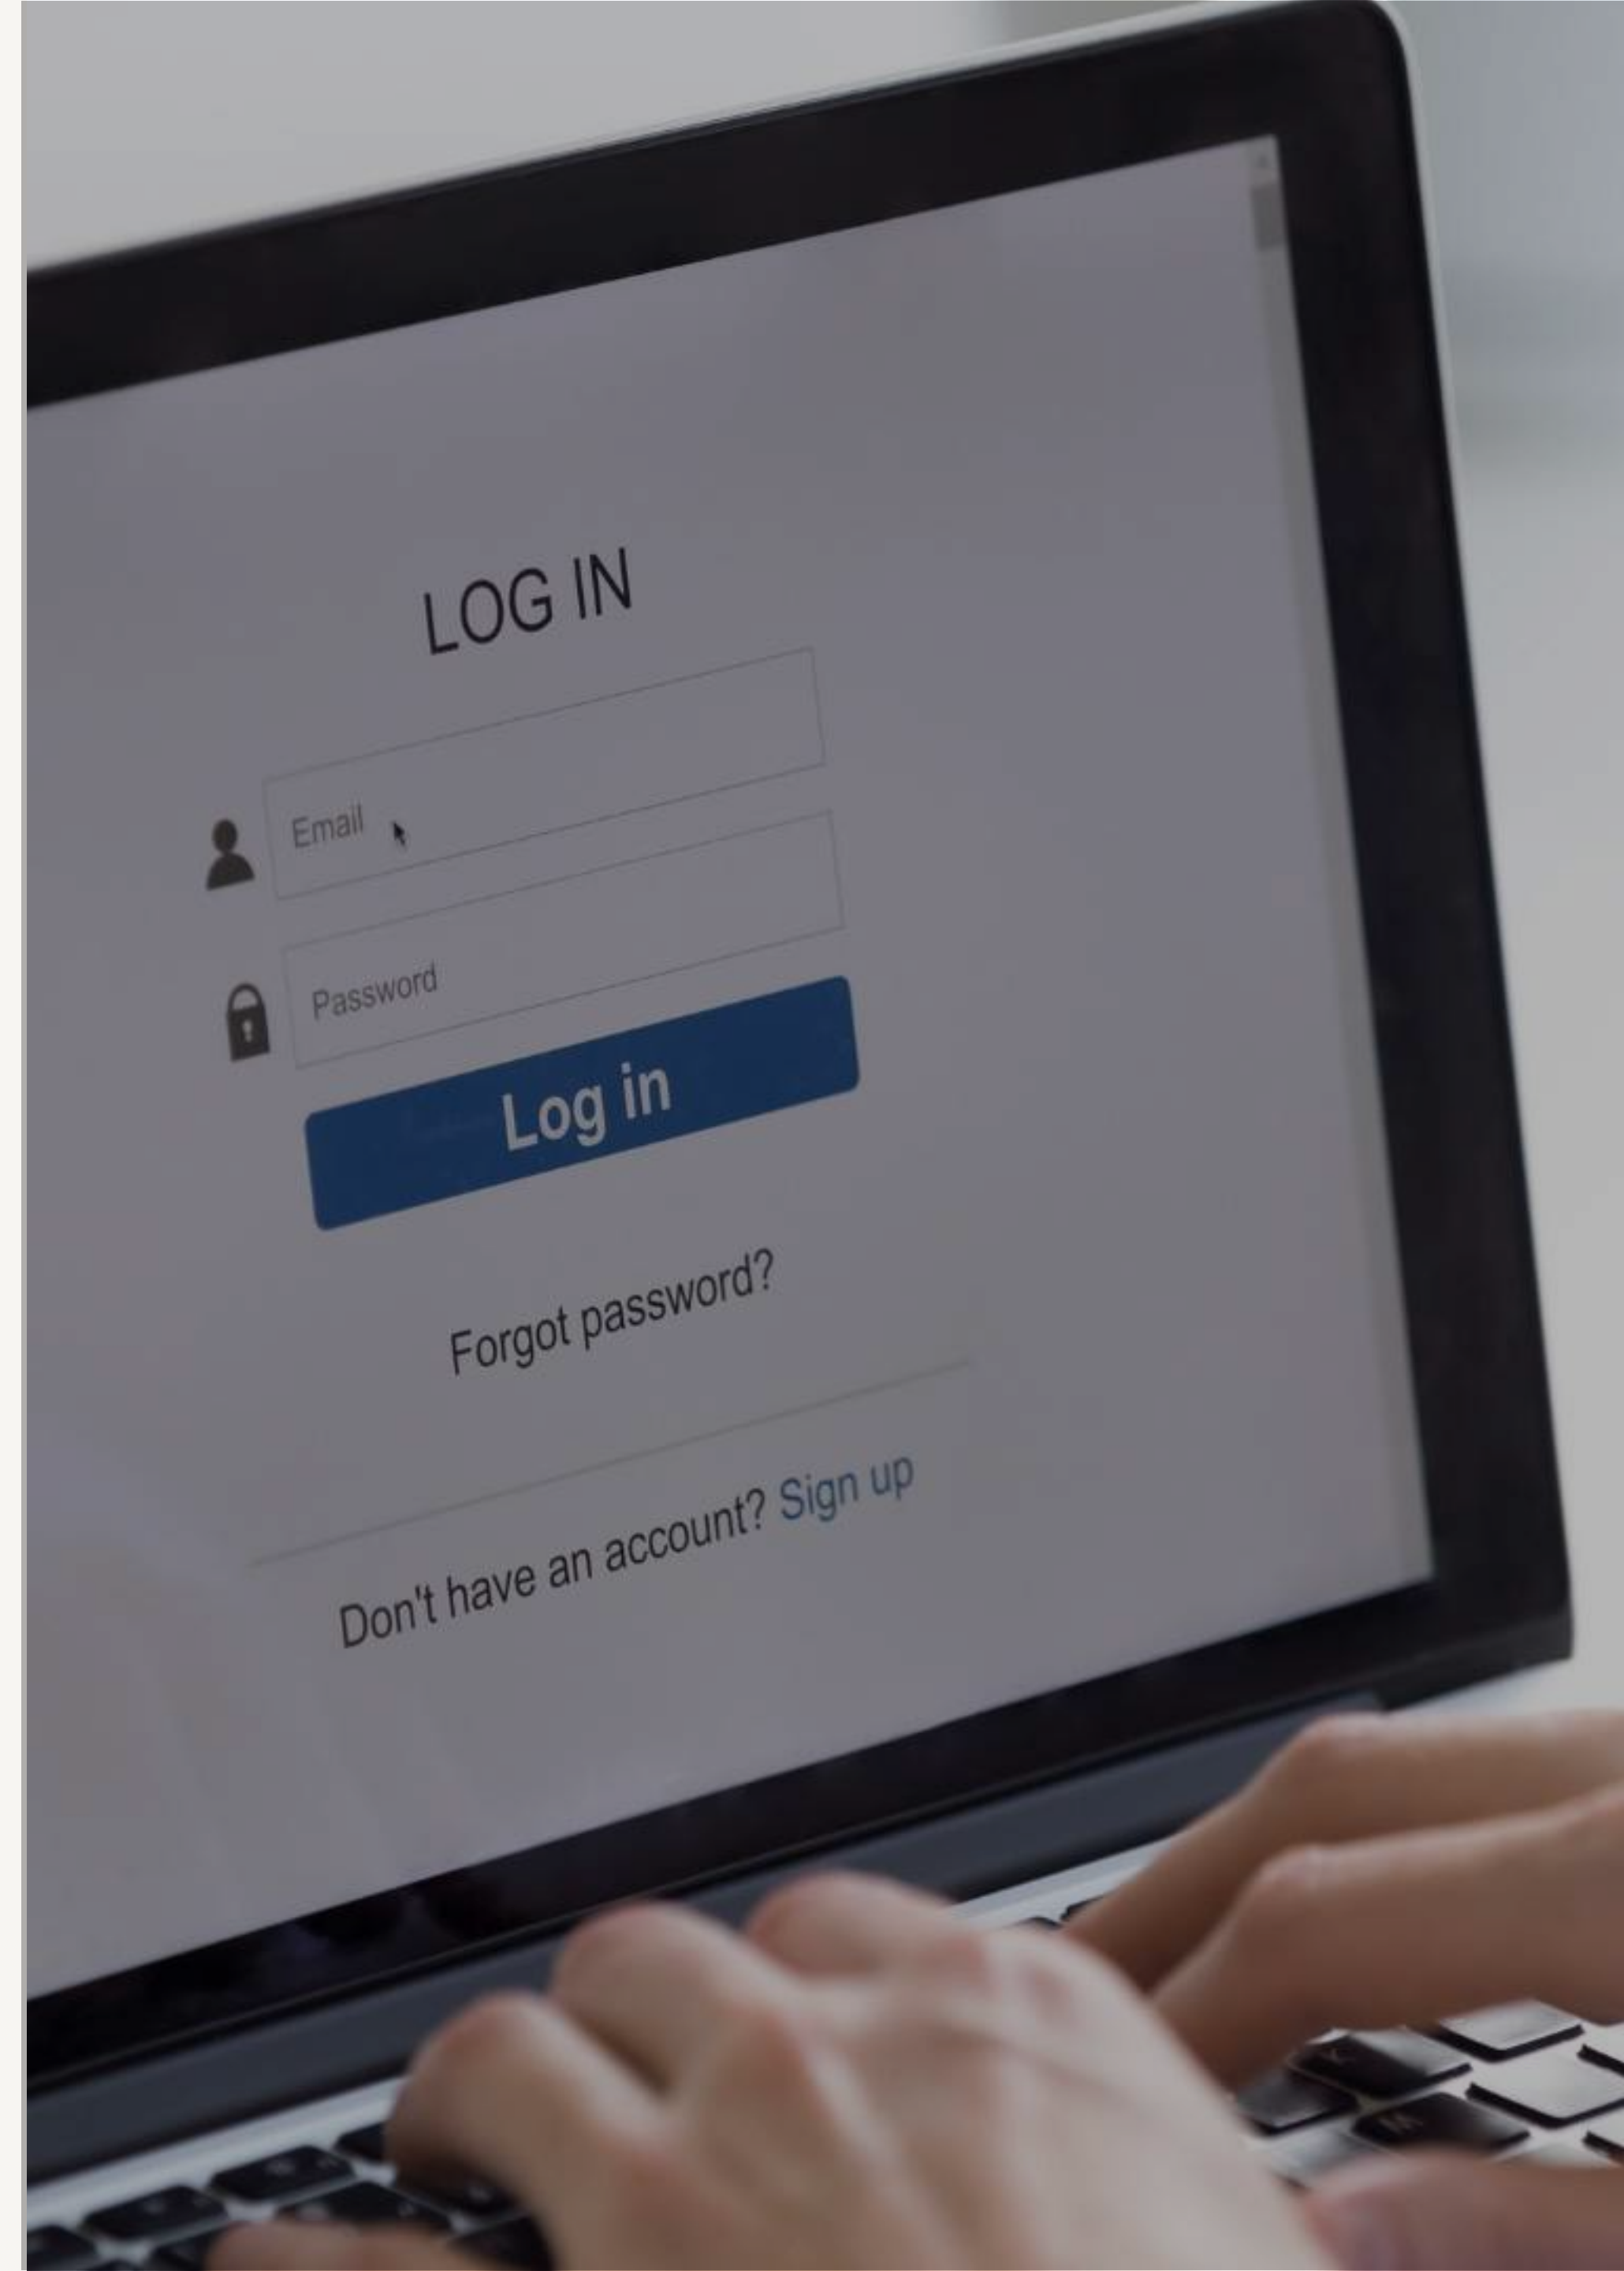 LOG IN
Email
Password
Log in
Forgot password?
Don't have an account? Sign up
K
M